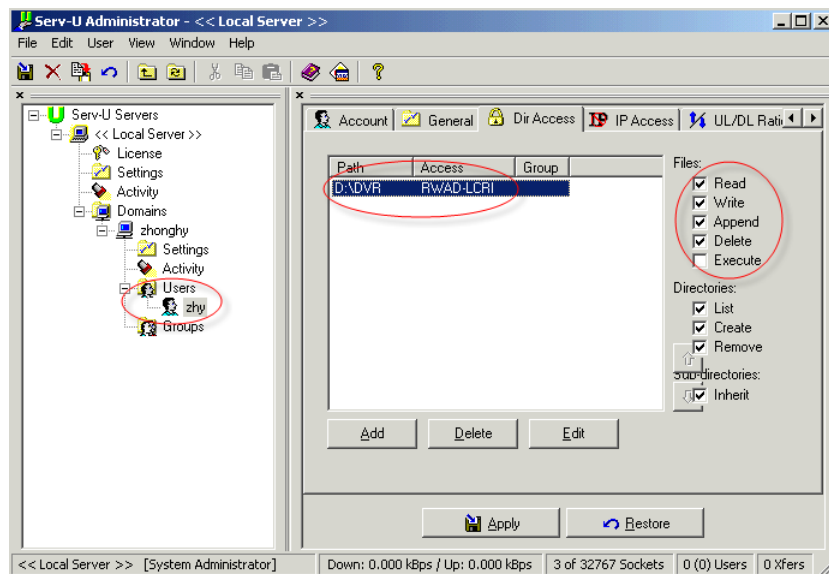 Serv-U Administrator - << Local Server >>
File Edit User View Window Help
Serv-U Servers
<< Local Server >>
License
Settings
Activity
Domains
zhonghy
Settings
Activity
Users
zhy
Groups
Account General Dir Access IP Access UL/DL Rati
Path Access Group
D:\DVR RWAD-LCRI
Files:
Read
Write
Append
Delete
Execute
Directories:
List
Create
Remove
Sub-directories:
Inherit
Add Delete Edit
Apply Restore
<< Local Server >> [System Administrator] Down: 0.000 kBps / Up: 0.000 kBps 3 of 32767 Sockets 0 (0) Users 0 Xfers